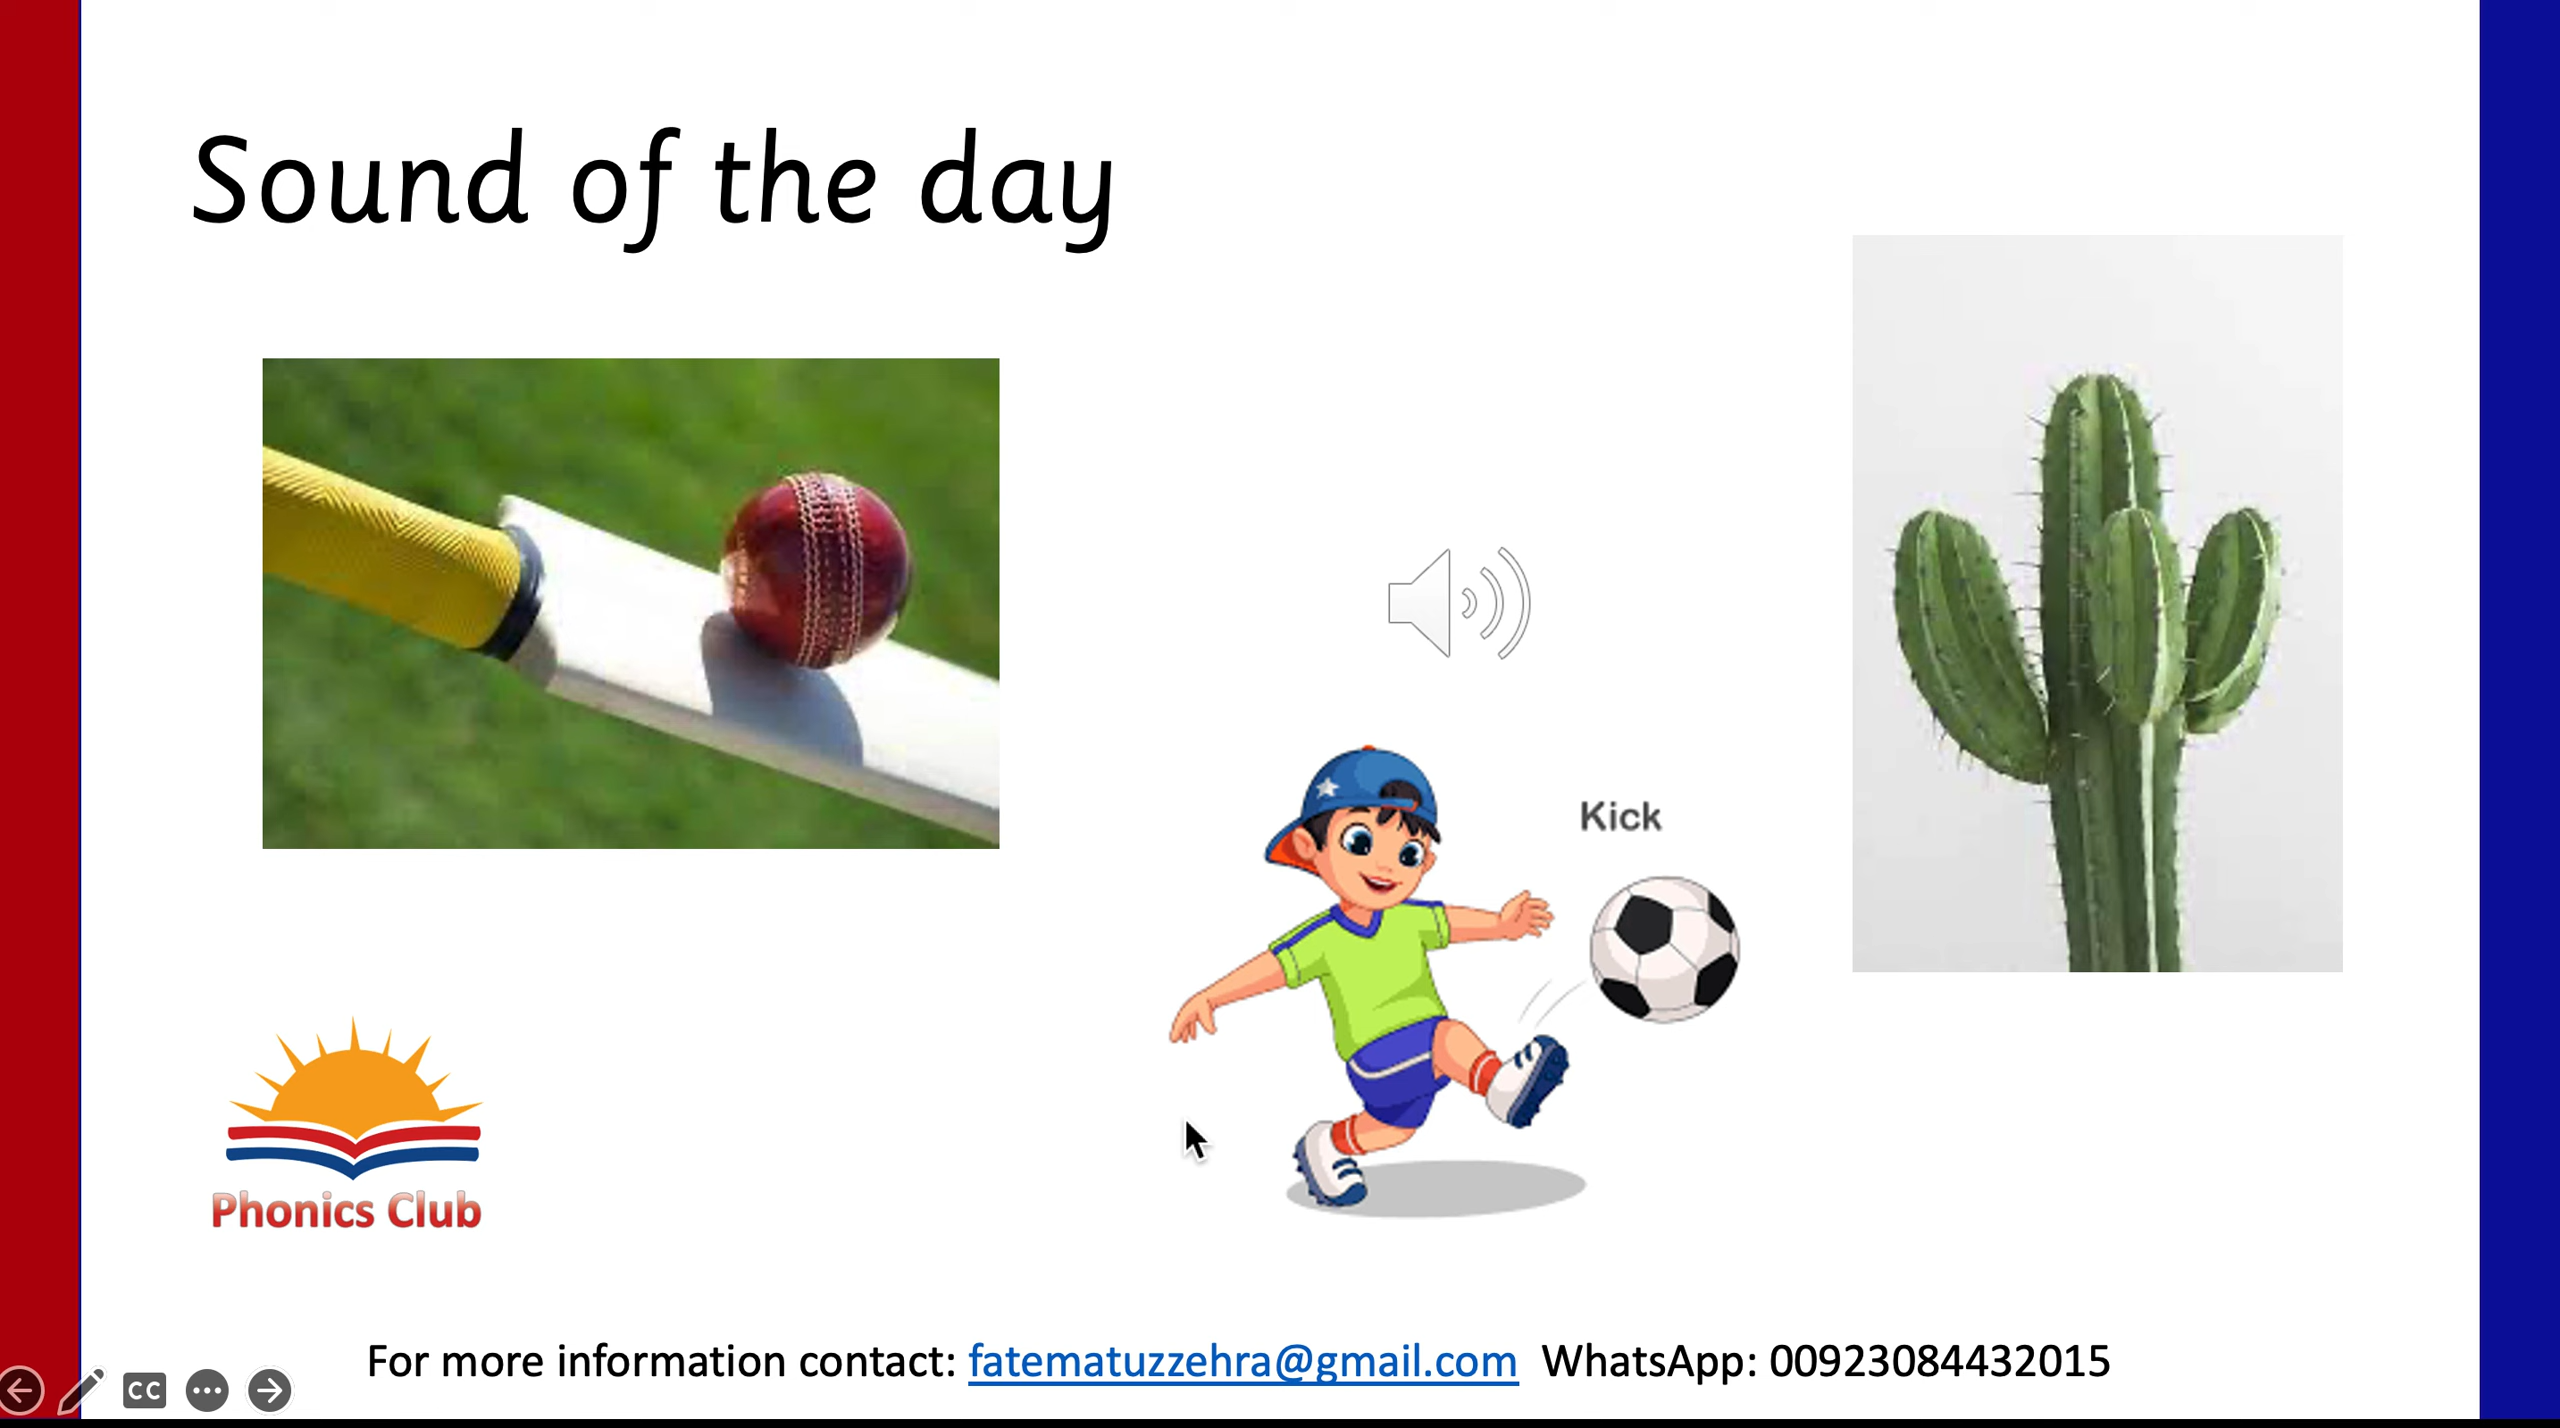 Sound of the day
Kick
Phonics Club
For more information contact: fatematuzzehra@gmail.com WhatsApp: 00923084432015
CC